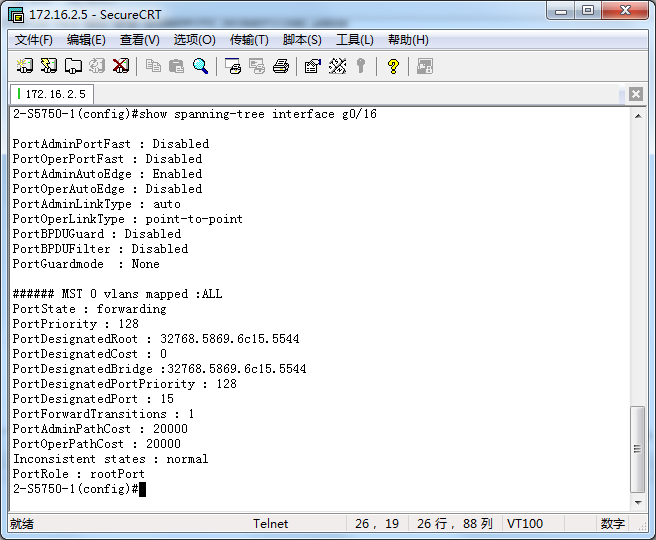 172.16.2.5 - SecureCRT
文件(F) 编辑(E) 查看(V) 选项(O) 传输(T) 脚本(S) 工具(L) 帮助(H)
172.16.2.5
2-S5750-1(config)#show spanning-tree interface g0/16
PortAdminPortFast : Disabled
PortOperPortFast : Disabled
PortAdminAutoEdge : Enabled
PortOperAutoEdge : Disabled
PortAdminLinkType : auto
PortOperLinkType : point-to-point
PortBPDUGuard : Disabled
PortBPDUFilter : Disabled
PortGuardmode  : None
###### MST 0 vlans mapped :ALL
PortState : forwarding
PortPriority : 128
PortDesignatedRoot : 32768.5869.6c15.5544
PortDesignatedCost : 0
PortDesignatedBridge :32768.5869.6c15.5544
PortDesignatedPortPriority : 128
PortDesignatedPort : 15
PortForwardTransitions : 1
PortAdminPathCost : 20000
PortOperPathCost : 20000
Inconsistent states : normal
PortRole : rootPort
2-S5750-1(config)#
就绪 Telnet 26, 19 26 行, 88 列 VT100 数字